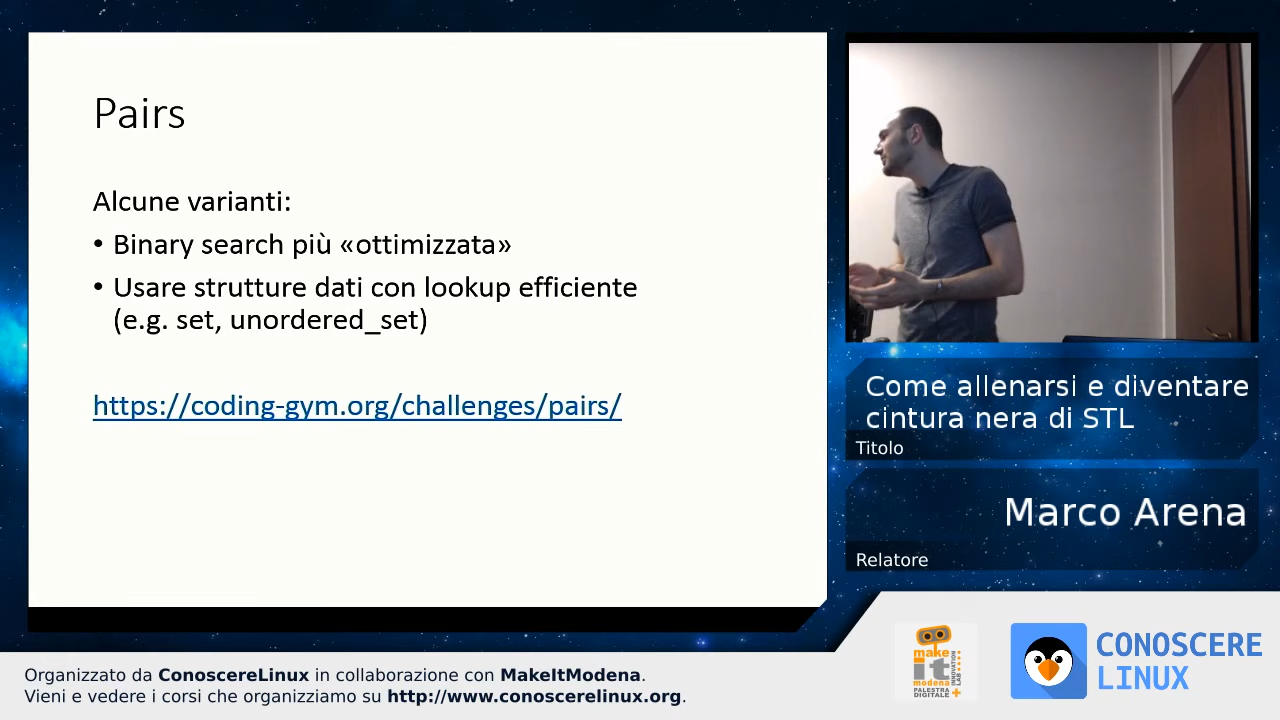 Pairs
Alcune varianti:
• Binary search più «ottimizzata»
• Usare strutture dati con lookup efficiente
(e.g. set, unordered_set)
https://coding-gym.org/challenges/pairs/
Come allenarsi e diventare
cintura nera di STL
Titolo
Marco Arena
Relatore
make
it
modena
PALESTRA
DIGITALE
INNOVATION
LAB
CONOSCERE
LINUX
Organizzato da ConoscereLinux in collaborazione con MakeItModena.
Vieni e vedere i corsi che organizziamo su http://www.conoscerelinux.org.